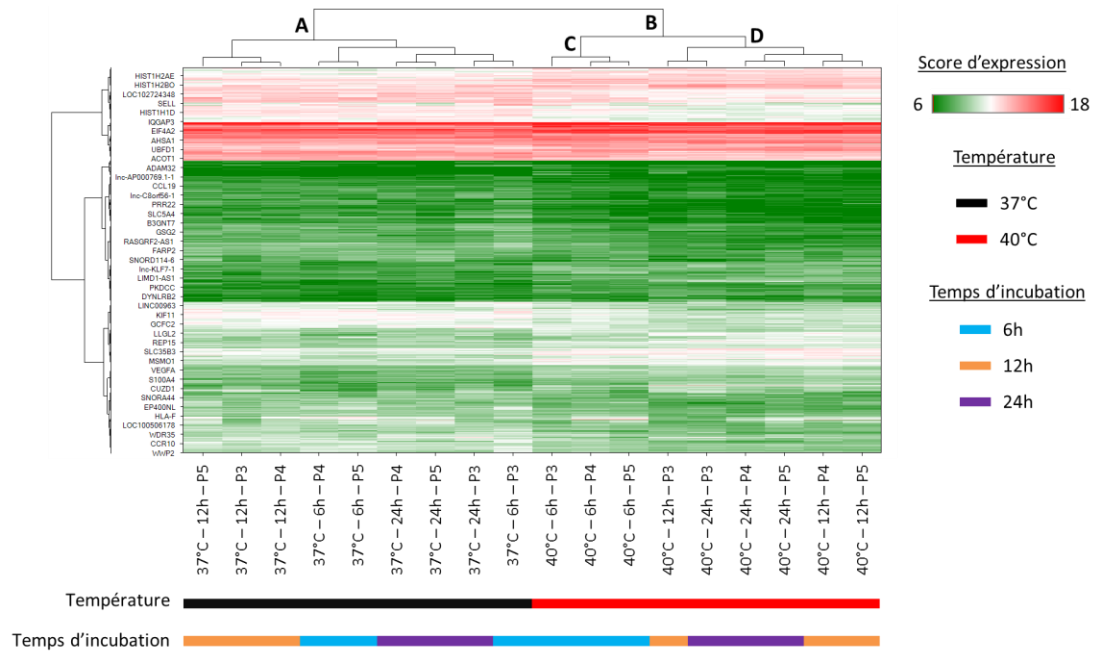 A
B
C
D
Score d'expression
6
18
Température
37°C
40°C
Temps d'incubation
6h
12h
24h
HIST1H2AE
HIST1H2BO
LOC102724348
SELL
HIST1H1D
IQGAP3
EIF4A2
AHSA1
UBFD1
ACOT1
ADAM32
lnc-AP000769.1-1
CCL19
lnc-C8orf56-1
PRR22
SLC5A4
B3GNT7
GSG2
RASGRF2-AS1
FARP2
SNORD114-6
lnc-KLF7-1
LIMD1-AS1
PKDCC
DYNLRB2
LINC00963
KIF11
GCFC2
LLGL2
REP15
SLC35B3
MSMO1
VEGFA
S100A4
CUZD1
SNORA44
EP400NL
HLA-F
LOC100506178
WDR35
CCR10
WWP2
37°C – 12h – P5
37°C – 12h – P3
37°C – 12h – P4
37°C – 6h – P4
37°C – 6h – P5
37°C – 24h – P4
37°C – 24h – P5
37°C – 24h – P3
37°C – 6h – P3
40°C – 6h – P3
40°C – 6h – P4
40°C – 6h – P5
40°C – 12h – P3
40°C – 24h – P3
40°C – 24h – P4
40°C – 24h – P5
40°C – 12h – P4
40°C – 12h – P5
Température
Temps d'incubation